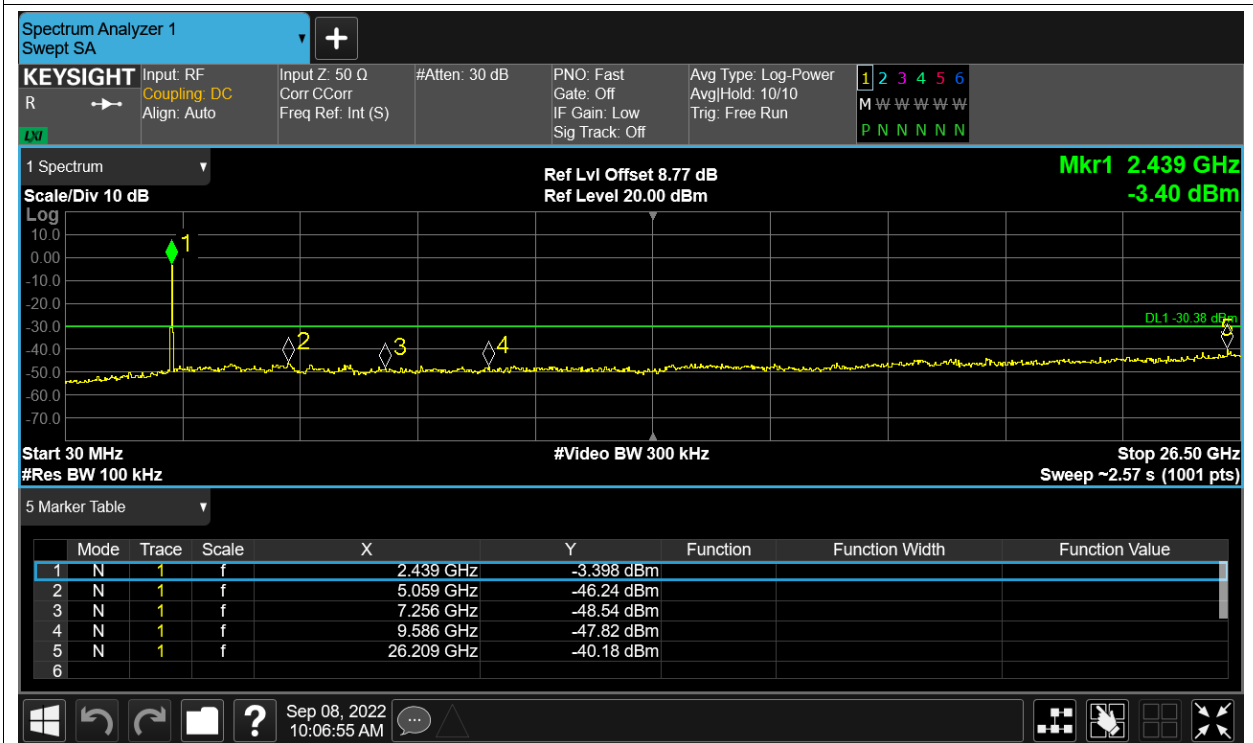 Spectrum Analyzer 1
Swept SA
KEYSIGHT
R
LXI
Input: RF
Coupling: DC
Align: Auto
Input Z: 50 Ω
Corr CCorr
Freq Ref: Int (S)
#Atten: 30 dB
PNO: Fast
Gate: Off
IF Gain: Low
Sig Track: Off
Avg Type: Log-Power
Avg|Hold: 10/10
Trig: Free Run
1 2 3 4 5 6
M W W W W W
P N N N N N
1 Spectrum
Scale/Div 10 dB
Ref Lvl Offset 8.77 dB
Ref Level 20.00 dBm
Mkr1 2.439 GHz
-3.40 dBm
Log
10.0
0.00
-10.0
-20.0
-30.0
-40.0
-50.0
-60.0
-70.0
1
2
3
4
5
DL1 -30.38 dBm
Start 30 MHz
#Video BW 300 kHz
Stop 26.50 GHz
#Res BW 100 kHz
Sweep ~2.57 s (1001 pts)
5 Marker Table
Mode Trace Scale X Y Function Function Width Function Value
1 N 1 f 2.439 GHz -3.398 dBm
2 N 1 f 5.059 GHz -46.24 dBm
3 N 1 f 7.256 GHz -48.54 dBm
4 N 1 f 9.586 GHz -47.82 dBm
5 N 1 f 26.209 GHz -40.18 dBm
6
?
Sep 08, 2022
10:06:55 AM